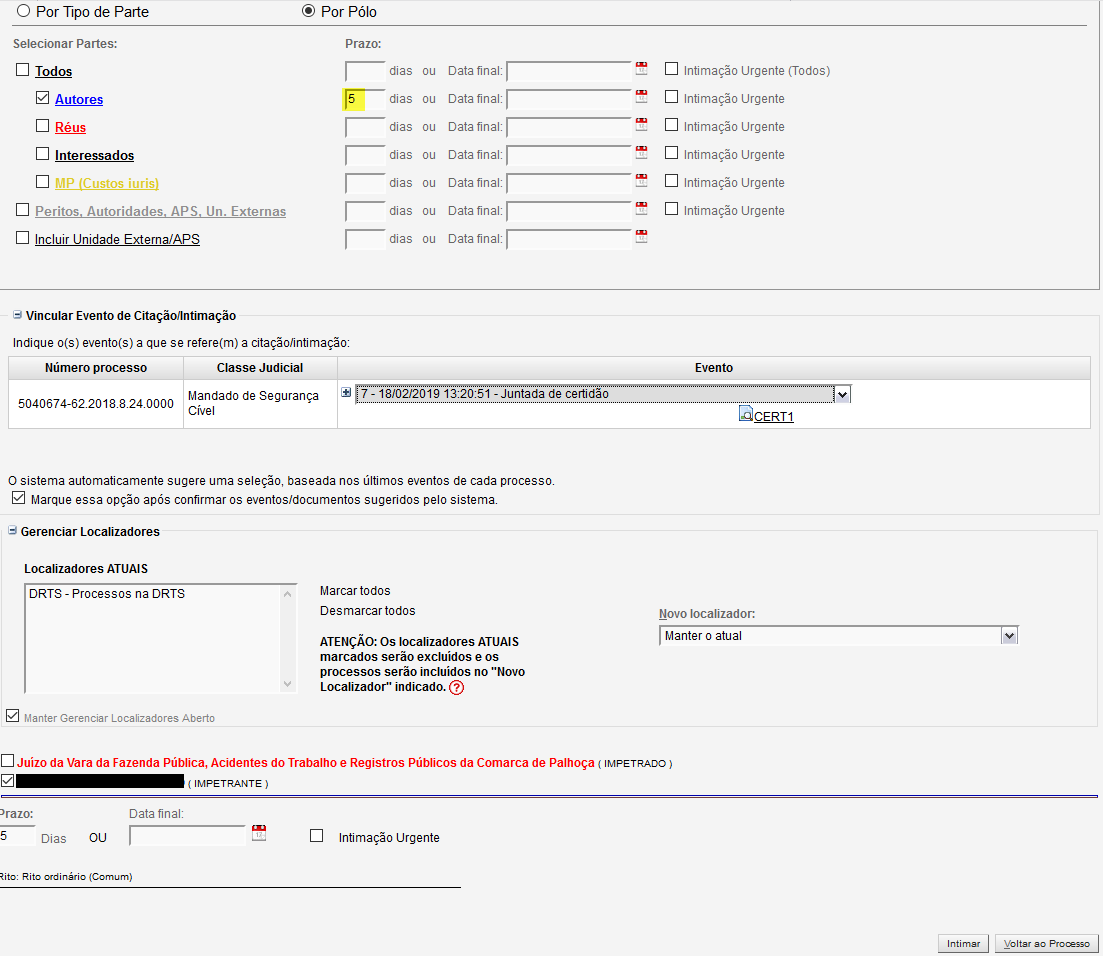 Por Tipo de Parte Por Pólo
Selecionar Partes: Prazo:
Todos dias ou Data final: Intimação Urgente (Todos)
Autores 5 dias ou Data final: Intimação Urgente
Réus dias ou Data final: Intimação Urgente
Interessados dias ou Data final: Intimação Urgente
MP (Custos iuris) dias ou Data final: Intimação Urgente
Peritos, Autoridades, APS, Un. Externas dias ou Data final: Intimação Urgente
Incluir Unidade Externa/APS dias ou Data final:
Vincular Evento de Citação/Intimação
Indique o(s) evento(s) a que se refere(m) a citação/intimação:
Número processo Classe Judicial Evento
5040674-62.2018.8.24.0000 Mandado de Segurança Cível 7 - 18/02/2019 13:20:51 - Juntada de certidão
CERT1
O sistema automaticamente sugere uma seleção, baseada nos últimos eventos de cada processo.
Marque essa opção após confirmar os eventos/documentos sugeridos pelo sistema.
Gerenciar Localizadores
Localizadores ATUAIS
DRTS - Processos na DRTS
Marcar todos
Desmarcar todos
ATENÇÃO: Os localizadores ATUAIS
marcados serão excluídos e os
processos serão incluídos no "Novo
Localizador" indicado. ?
Novo localizador:
Manter o atual
Manter Gerenciar Localizadores Aberto
Juízo da Vara da Fazenda Pública, Acidentes do Trabalho e Registros Públicos da Comarca de Palhoça ( IMPETRADO )
( IMPETRANTE )
Prazo: Data final:
5 Dias OU Intimação Urgente
Rito: Rito ordinário (Comum)
Intimar Voltar ao Processo